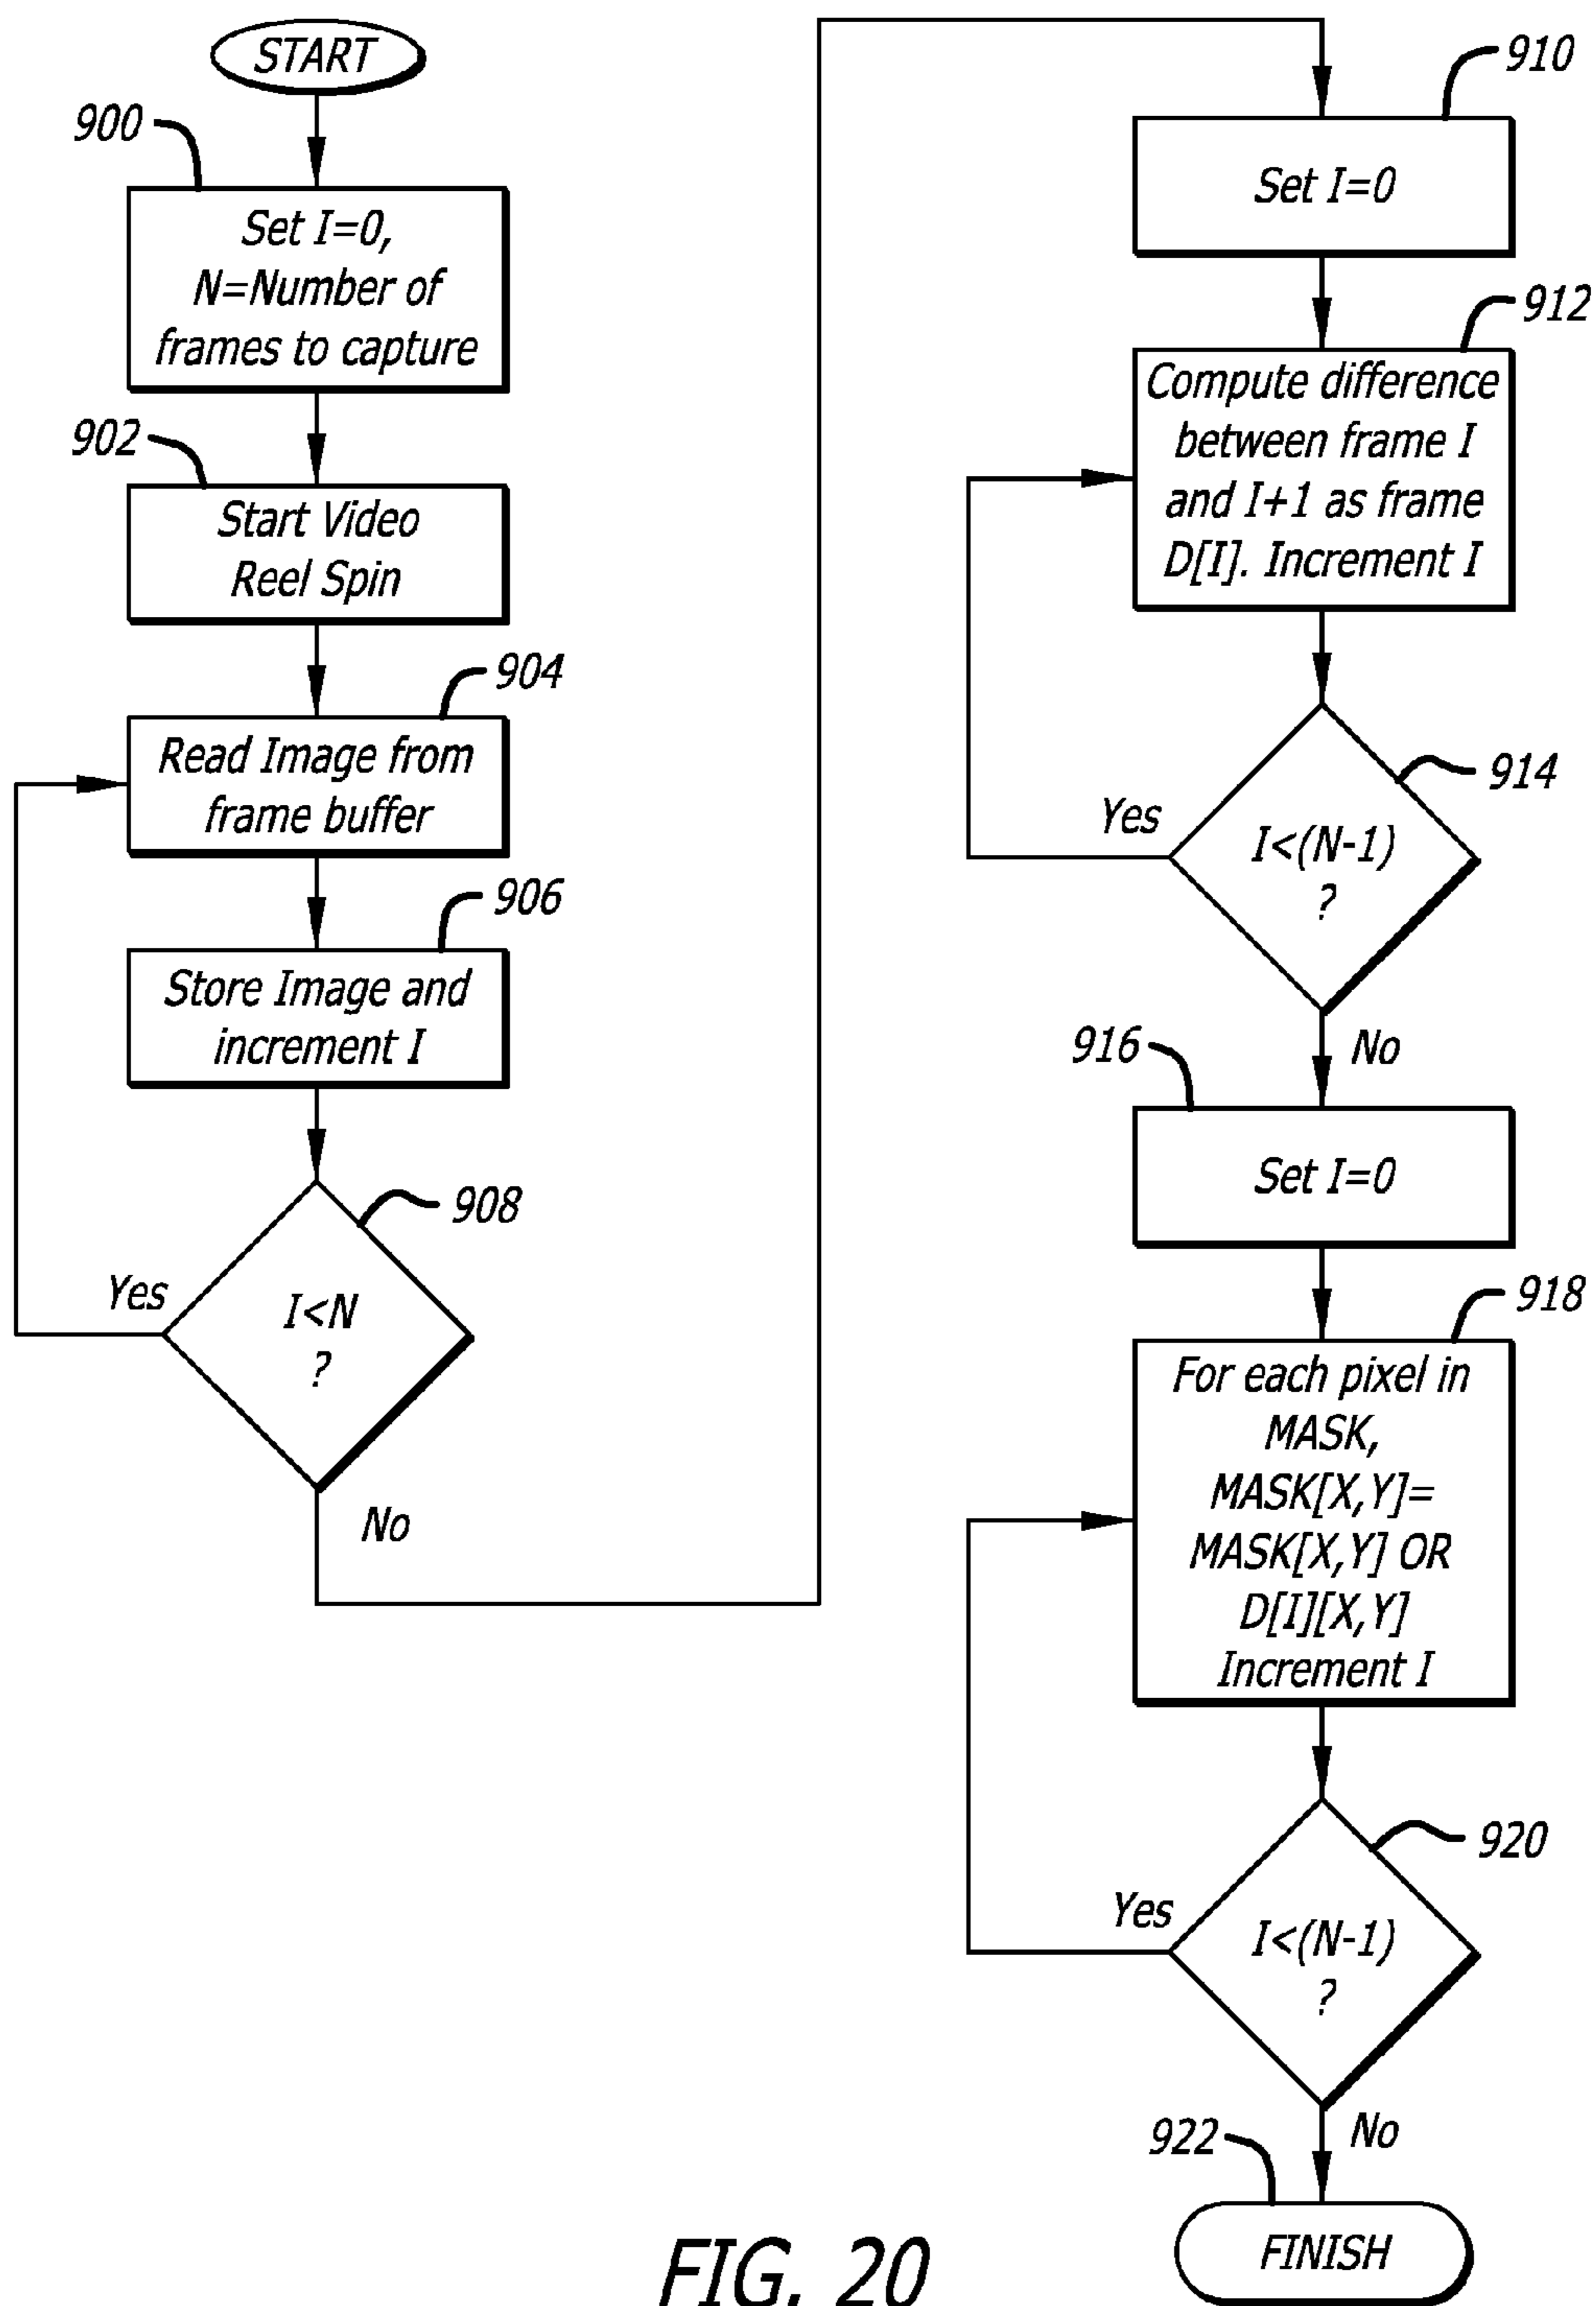 START
900
Set I=0,
N=Number of
frames to capture
902
Start Video
Reel Spin
904
Read Image from
frame buffer
906
Store Image and
increment I
908
I<N
?
Yes
No
910
Set I=0
912
Compute difference
between frame I
and I+1 as frame
D[I]. Increment I
914
I<(N-1)
?
Yes
No
916
Set I=0
918
For each pixel in
MASK,
MASK[X,Y]=
MASK[X,Y] OR
D[I][X,Y]
Increment I
920
I<(N-1)
?
Yes
No
922
FINISH
FIG. 20